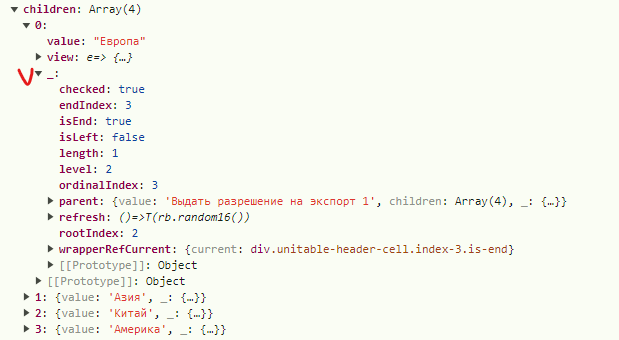 children: Array(4)
0:
value: "Европа"
view: e=> {…}
_:
checked: true
endIndex: 3
isEnd: true
isLeft: false
length: 1
level: 2
ordinalIndex: 3
parent: {value: 'Выдать разрешение на экспорт 1', children: Array(4), _: {…}}
refresh: ()=>T(rb.random16())
rootIndex: 2
wrapperRefCurrent: {current: div.unitable-header-cell.index-3.is-end}
[[Prototype]]: Object
[[Prototype]]: Object
1: {value: 'Азия', _: {…}}
2: {value: 'Китай', _: {…}}
3: {value: 'Америка', _: {…}}